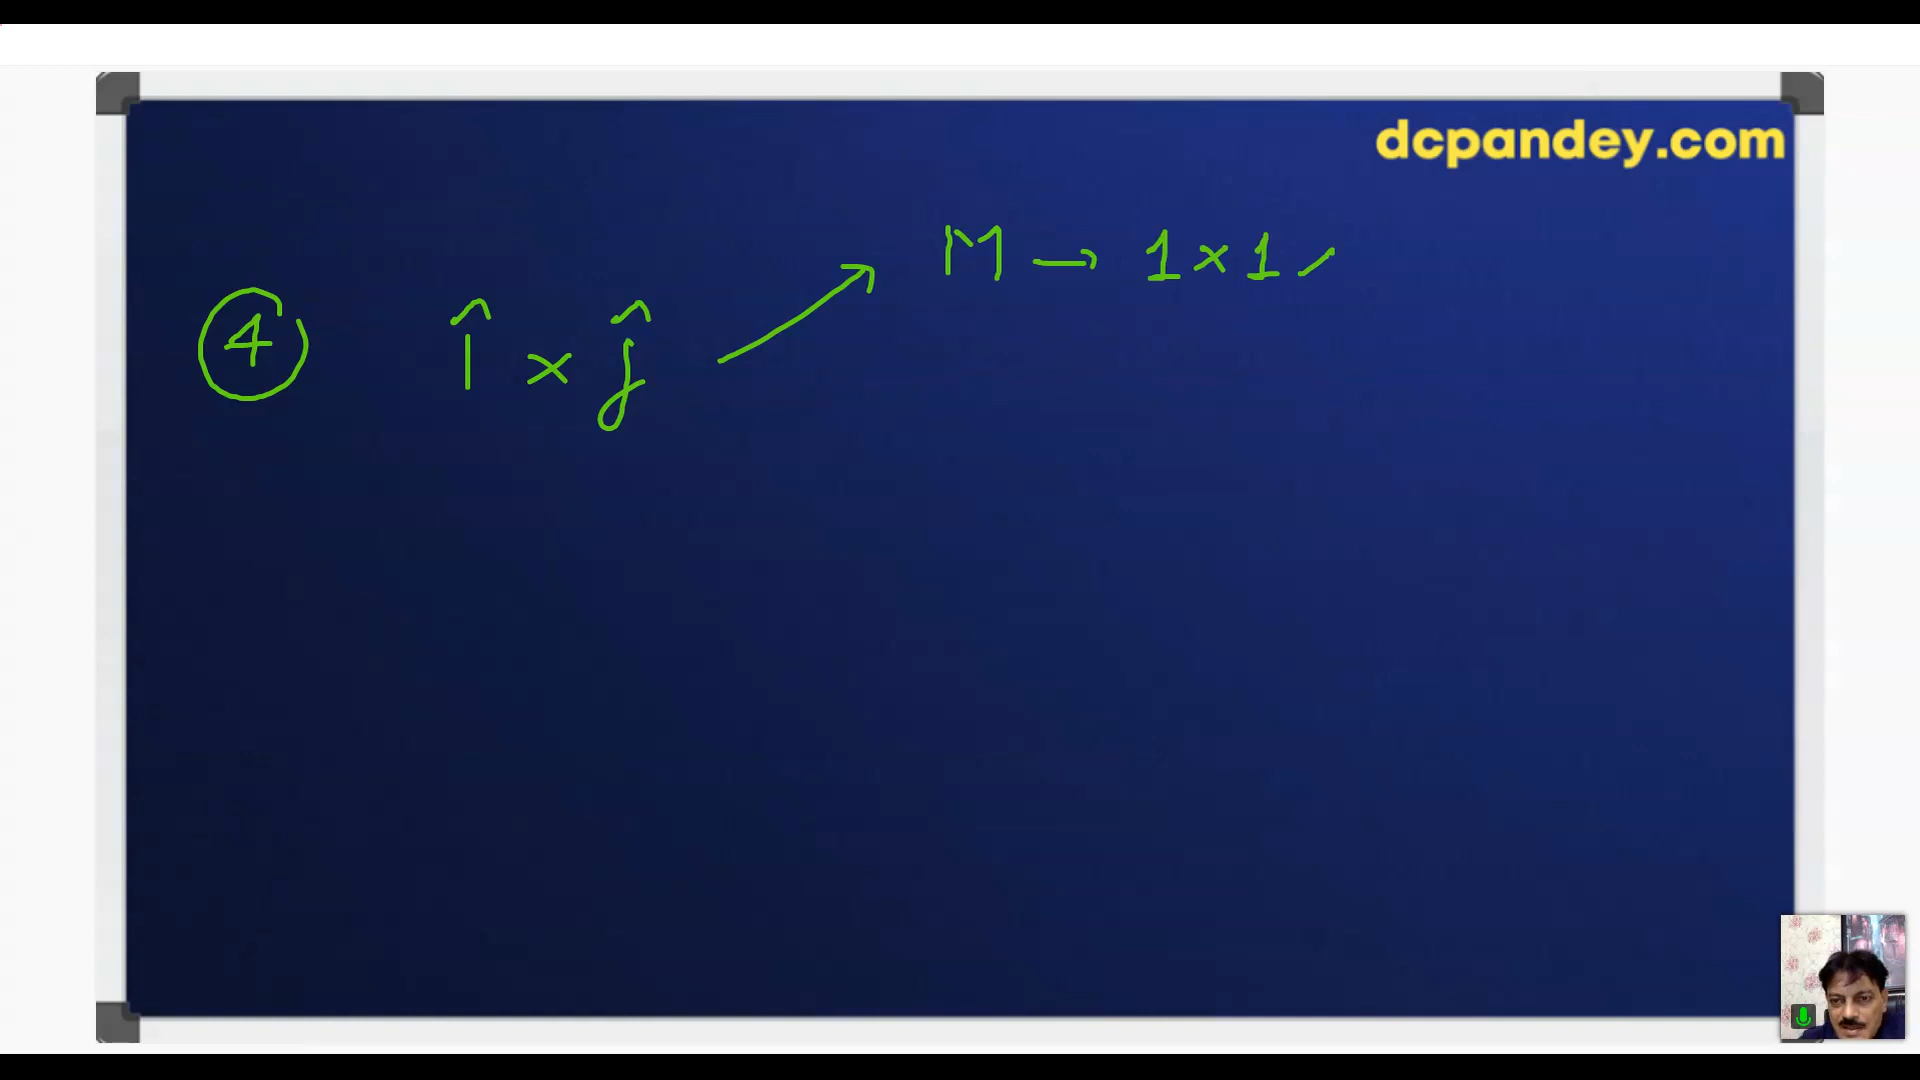 dcpandey.com
M → 1 × 1
④ î × ĵ